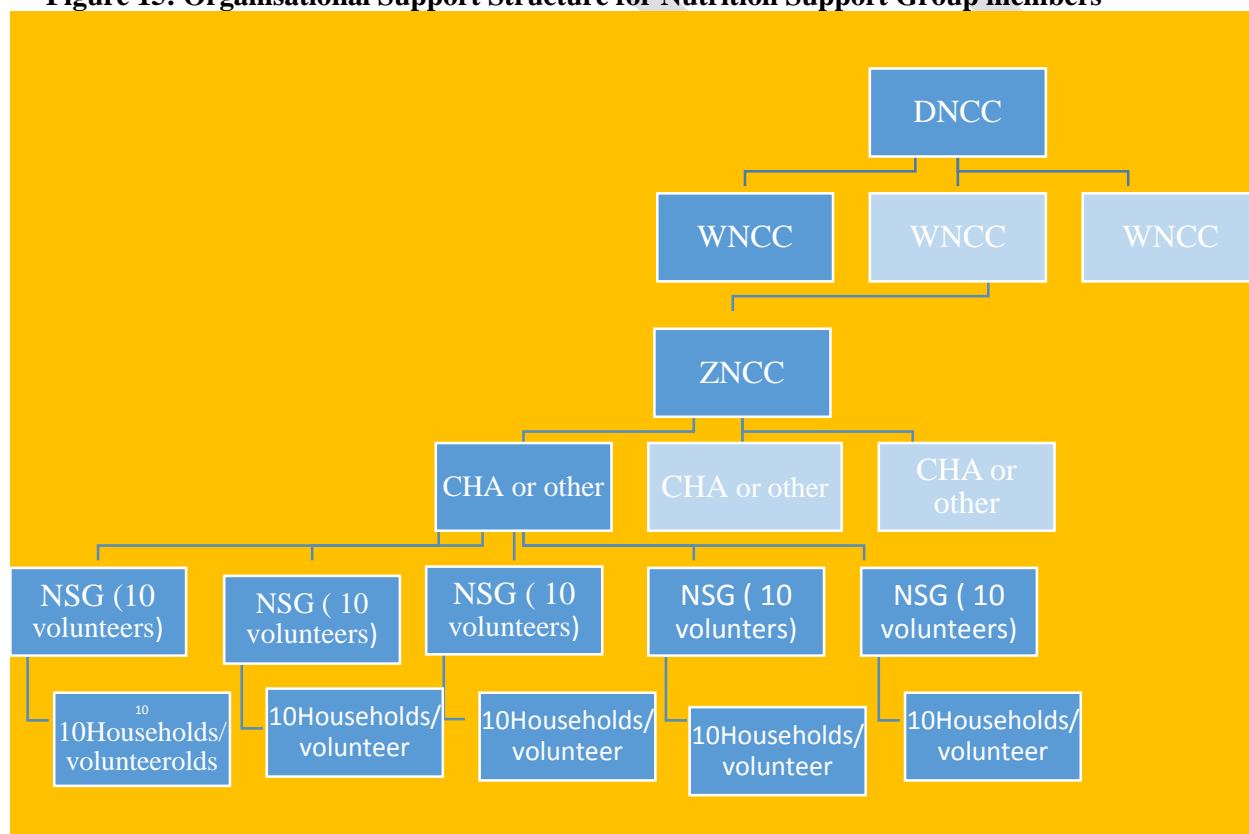 Figure 15: Organisational Support Structure for Nutrition Support Group members
DNCC
WNCC
WNCC
WNCC
ZNCC
CHA or other
CHA or other
CHA or
other
NSG (10
volunteers)
NSG ( 10
volunteers)
NSG ( 10
volunteers)
NSG ( 10
volunters)
NSG ( 10
volunteers)
10
10Households/
volunteerolds
10Households/
volunteer
10Households/
volunteer
10Households/
volunteer
10Households/
volunteer